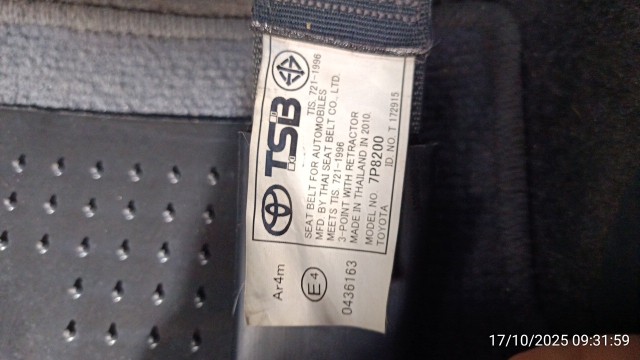 TSB
TIS. 721-1996
SEAT BELT FOR AUTOMOBILES
MFD. BY THAI SEAT BELT CO., LTD.
MEETS TIS. 721-1996
3-POINT WITH RETRACTOR
MADE IN THAILAND IN 2010.
MODEL NO 7P8200
TOYOTA ID. NO. T 172915
Ar4m
E4
0436163
17/10/2025 09:31:59